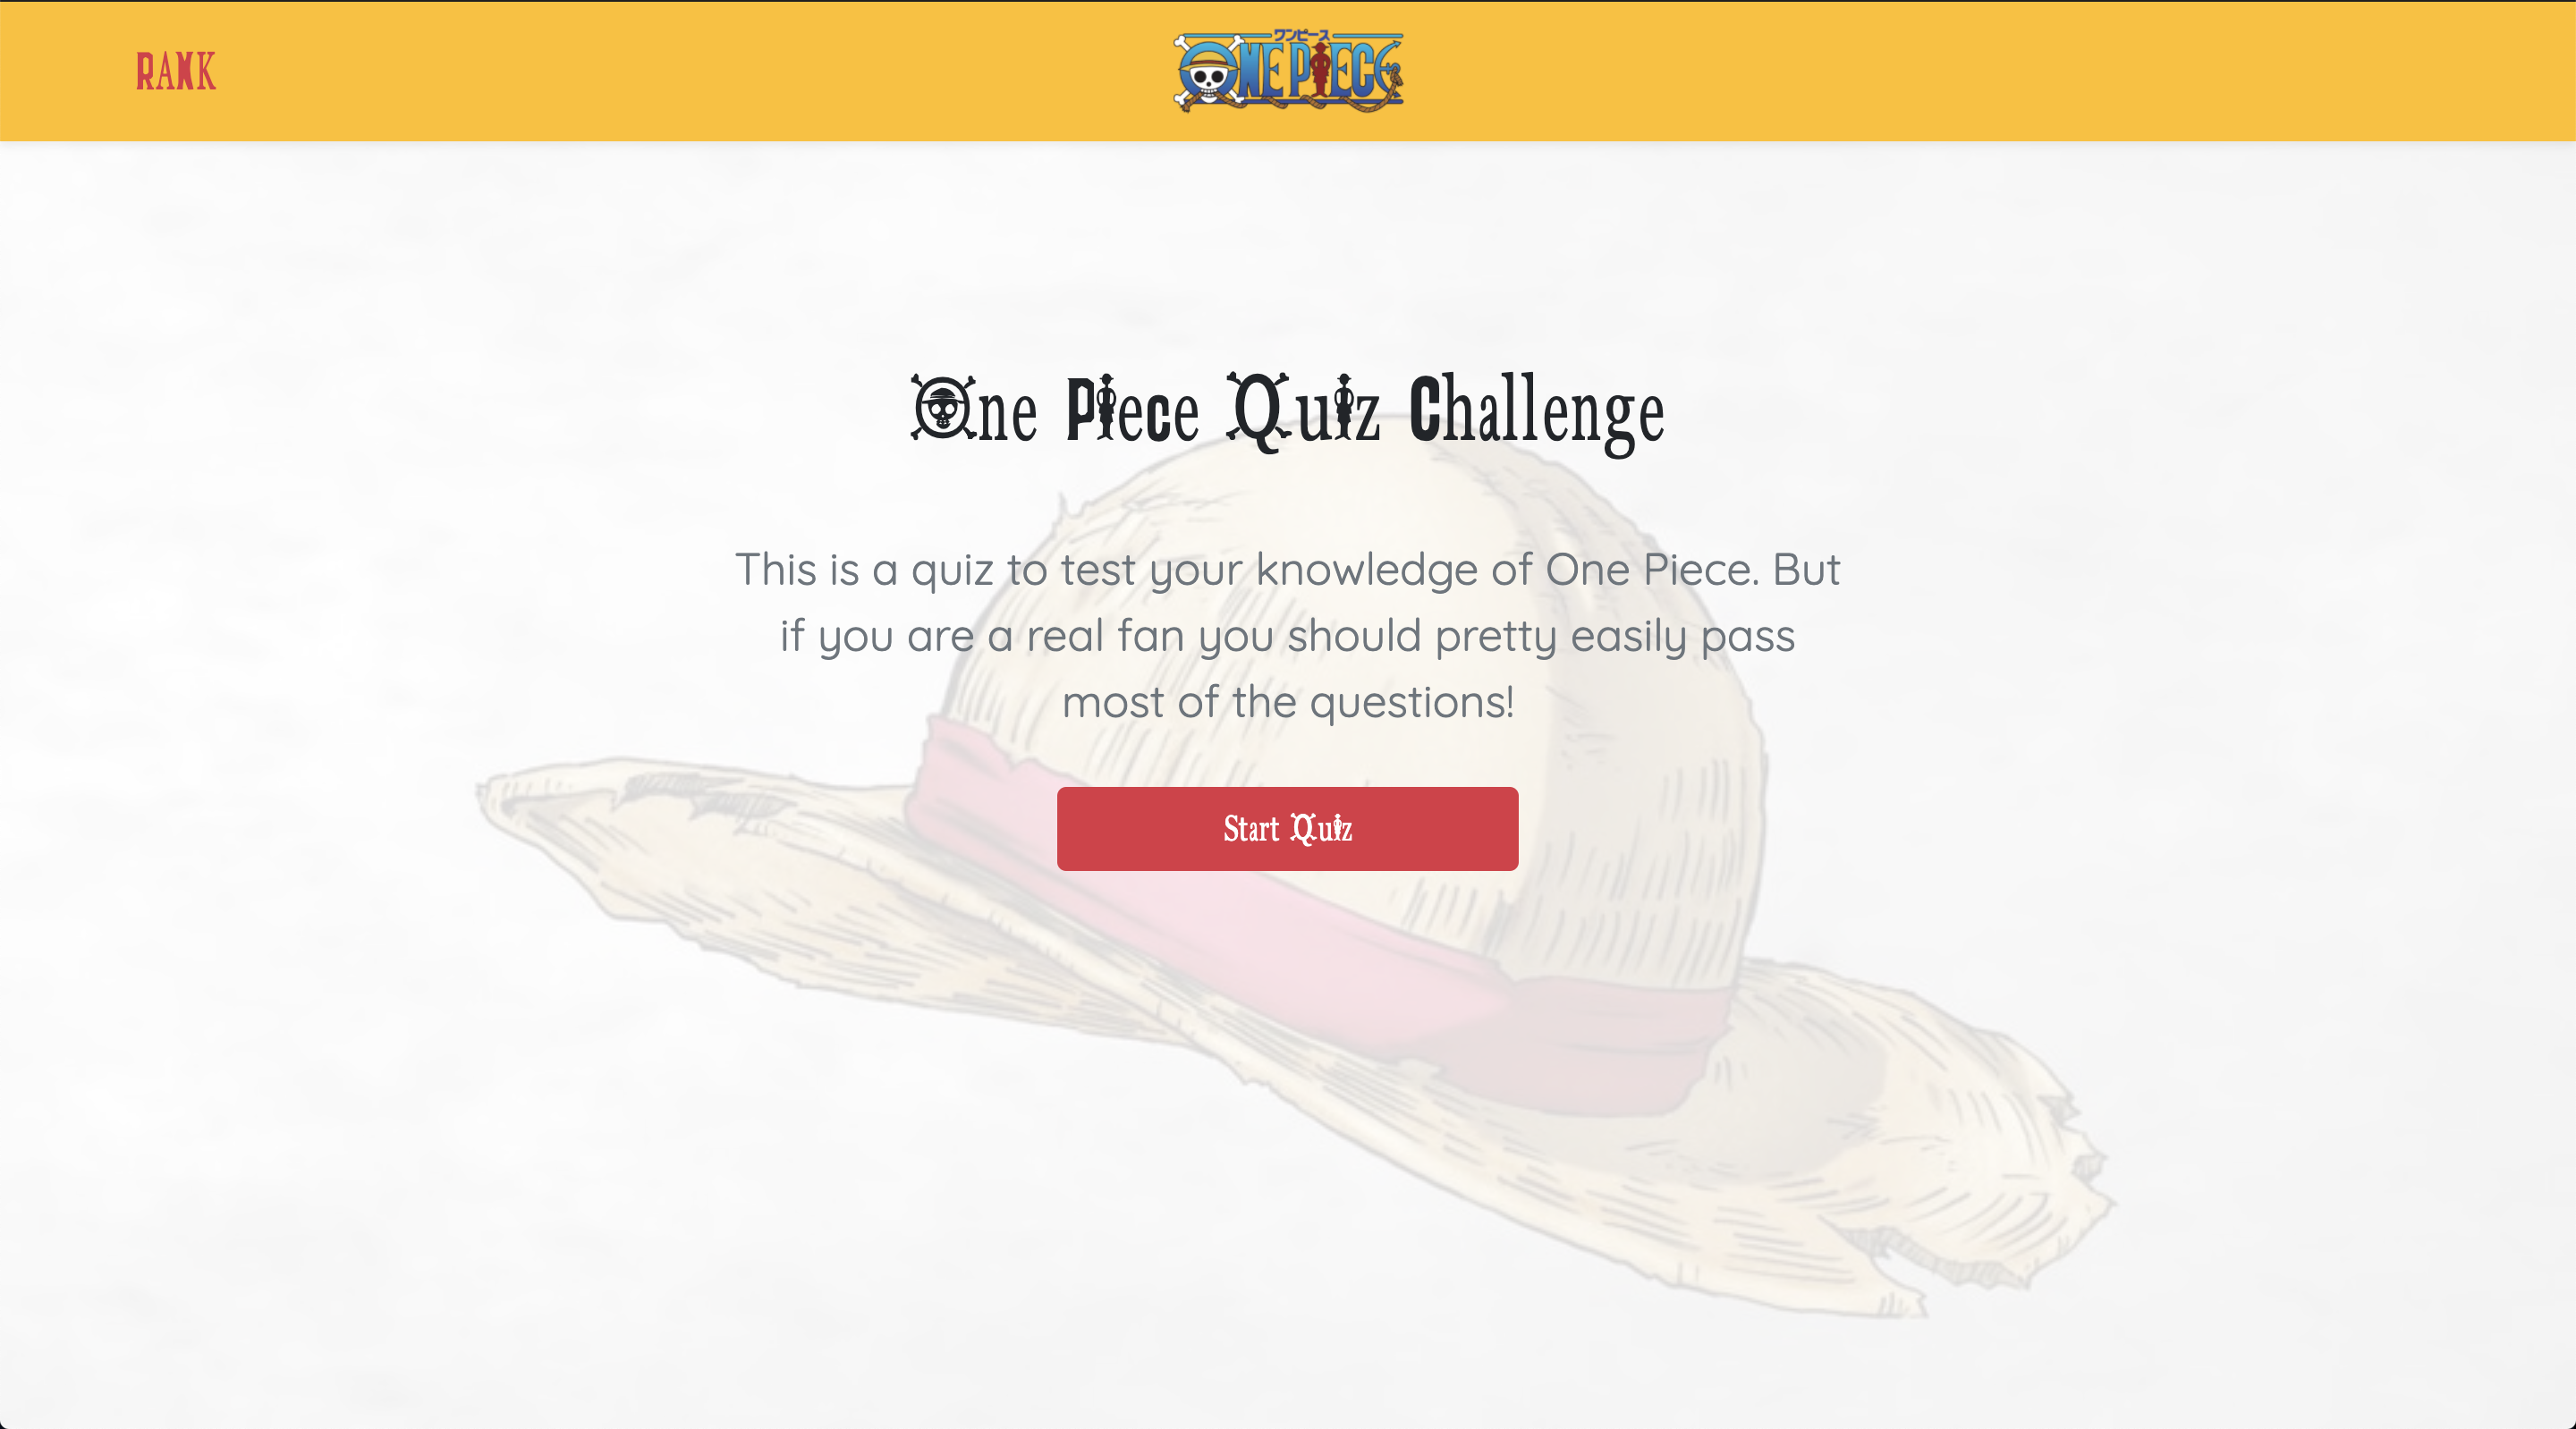 RANK
ワンピース
ONE PIECE
One Piece Quiz Challenge
This is a quiz to test your knowledge of One Piece. But
if you are a real fan you should pretty easily pass
most of the questions!
Start Quiz